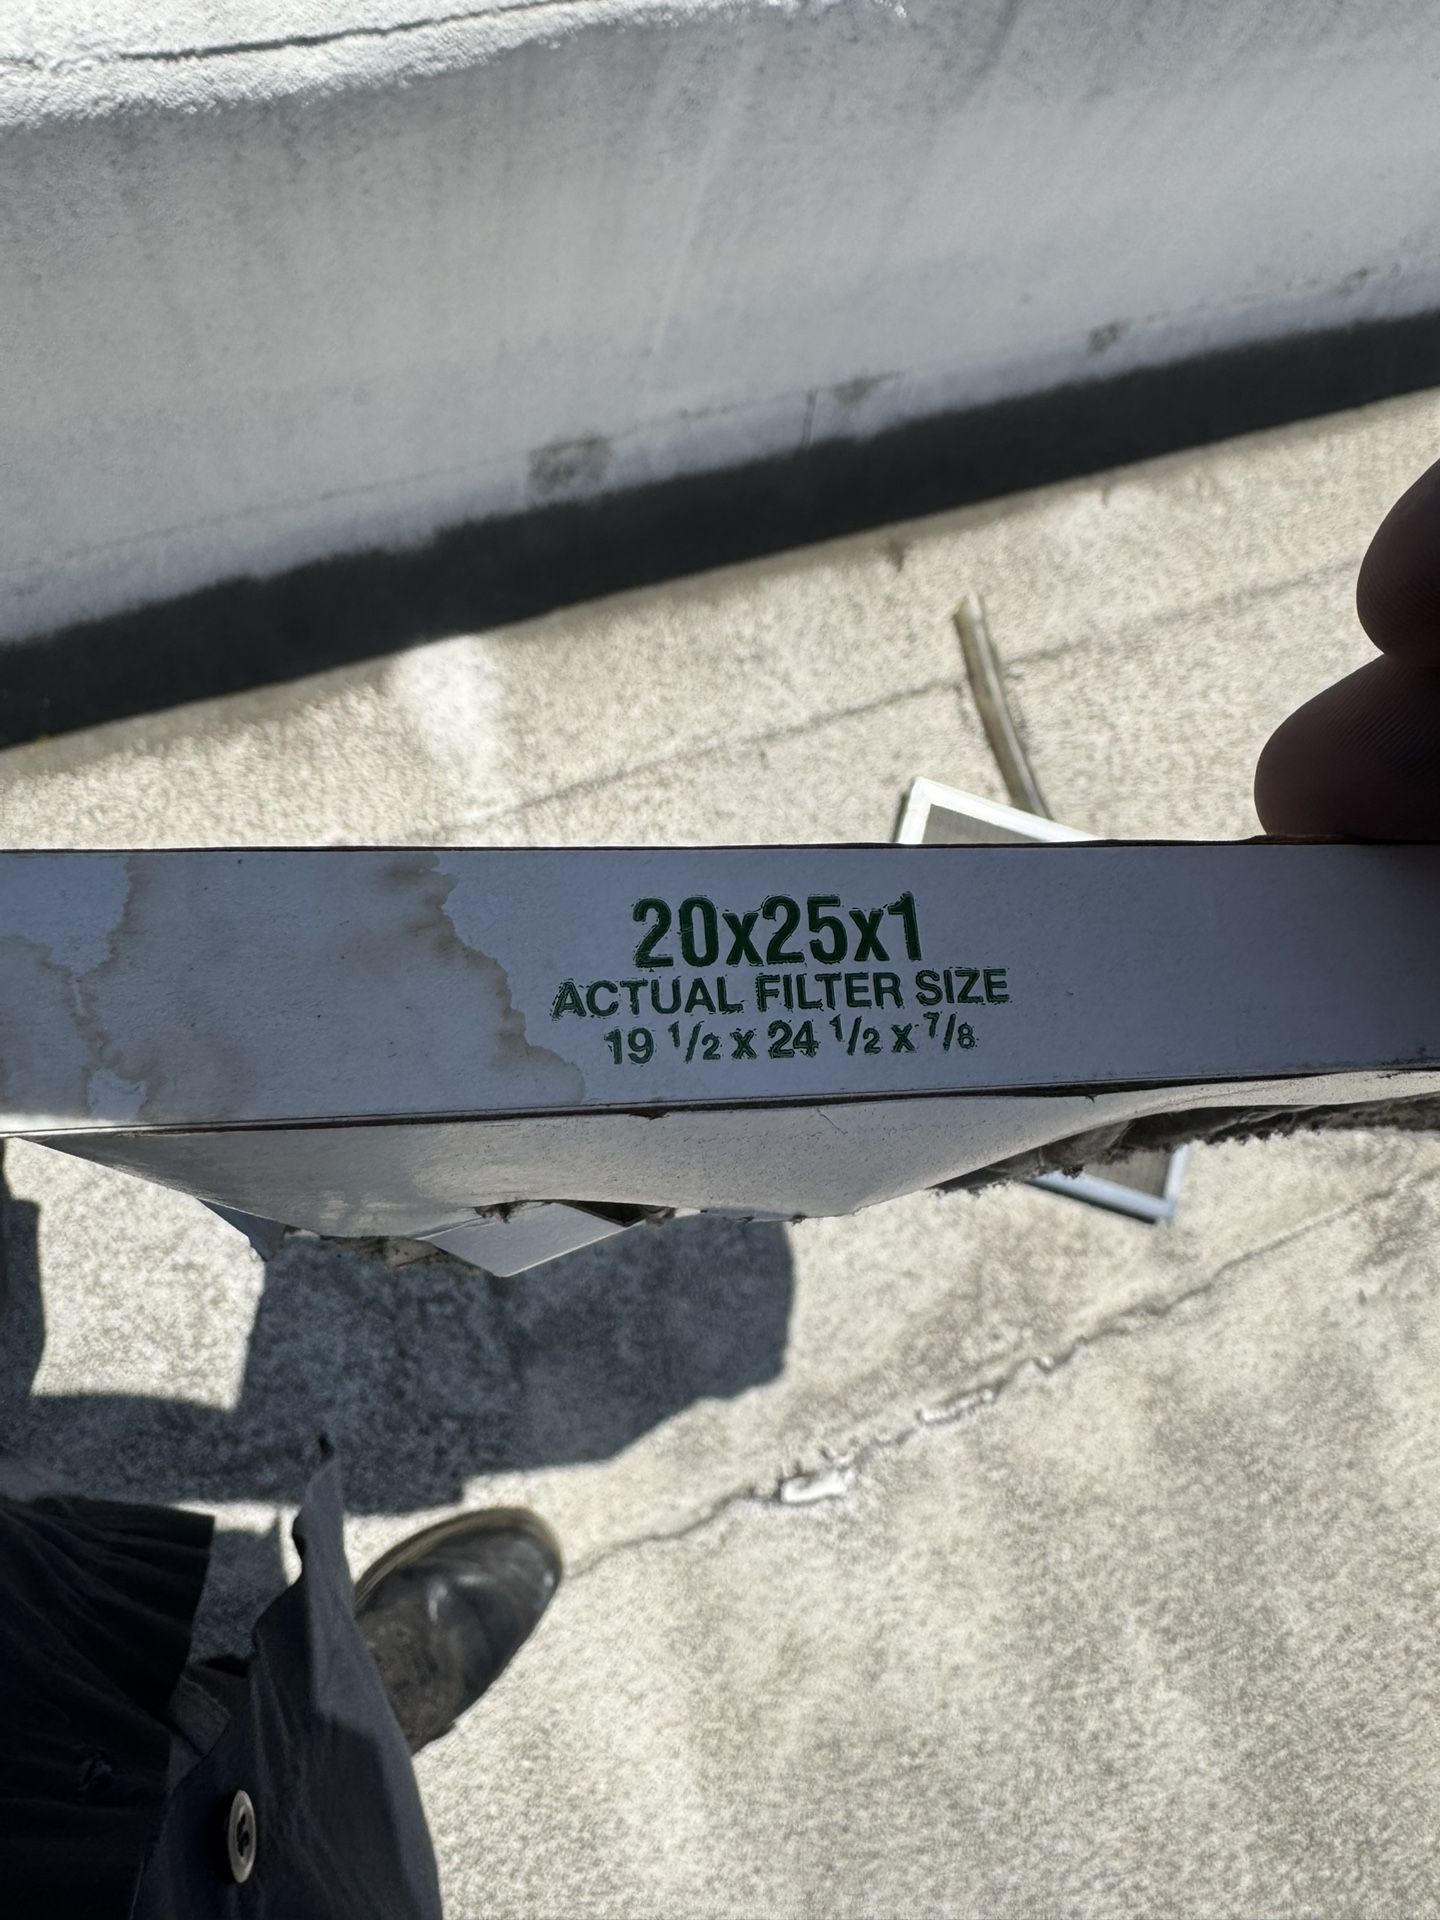 20x25x1
ACTUAL FILTER SIZE
19 1/2 x 24 1/2 x 7/8